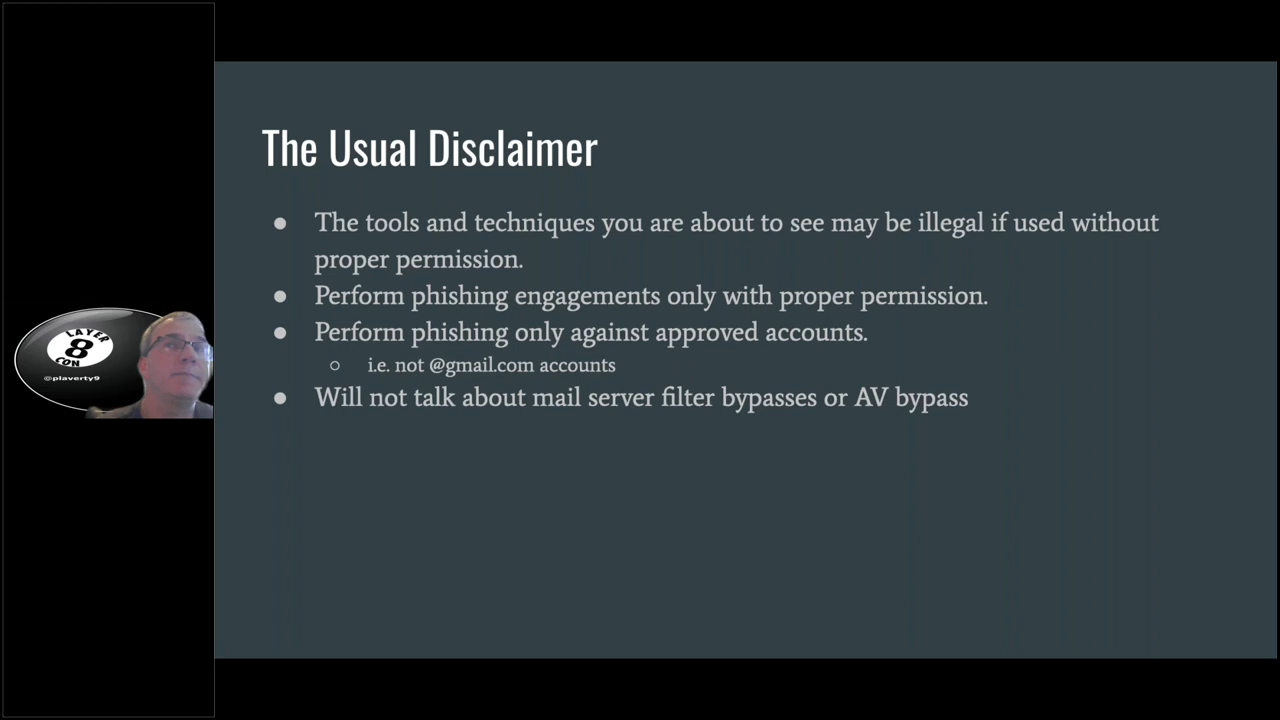 The Usual Disclaimer
● The tools and techniques you are about to see may be illegal if used without
proper permission.
● Perform phishing engagements only with proper permission.
● Perform phishing only against approved accounts.
○ i.e. not @gmail.com accounts
● Will not talk about mail server filter bypasses or AV bypass
LAYER
8
CON
@plaverty9